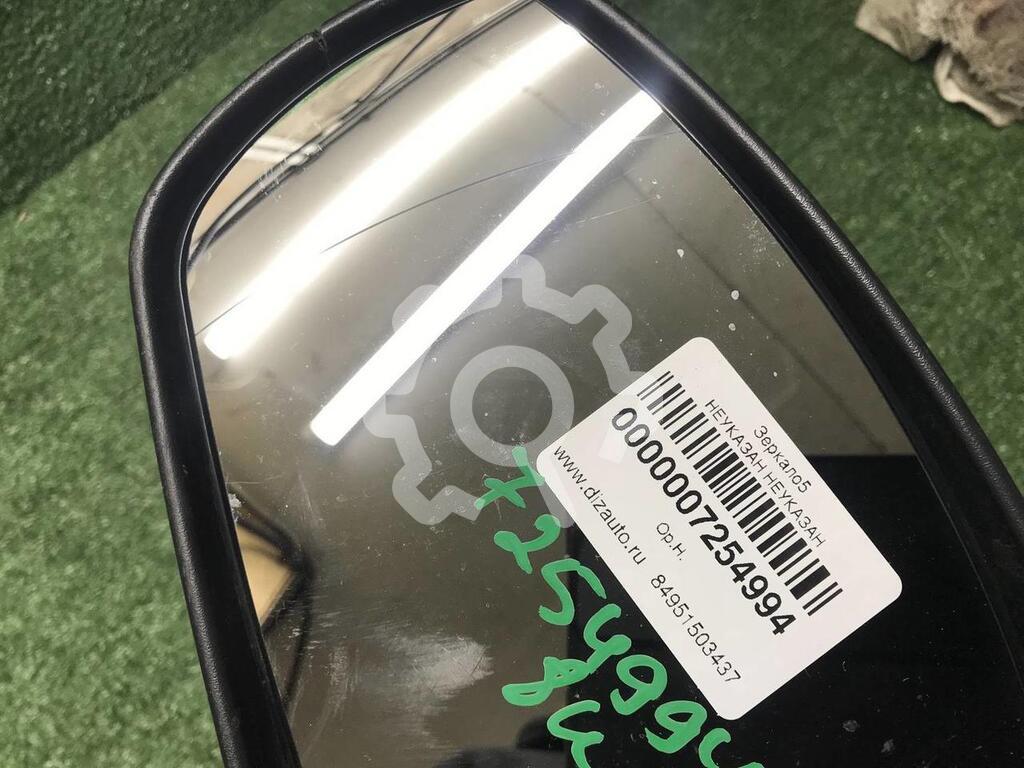 Зеркало5
НЕУКАЗАН НЕУКАЗАН
0000007254994
Ор.Н.
www.dizauto.ru 84951503437
7254994